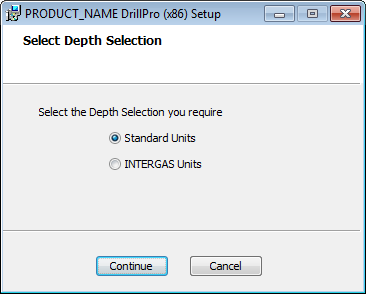 PRODUCT_NAME DrillPro (x86) Setup
Select Depth Selection
Select the Depth Selection you require
Standard Units
INTERGAS Units
Continue
Cancel